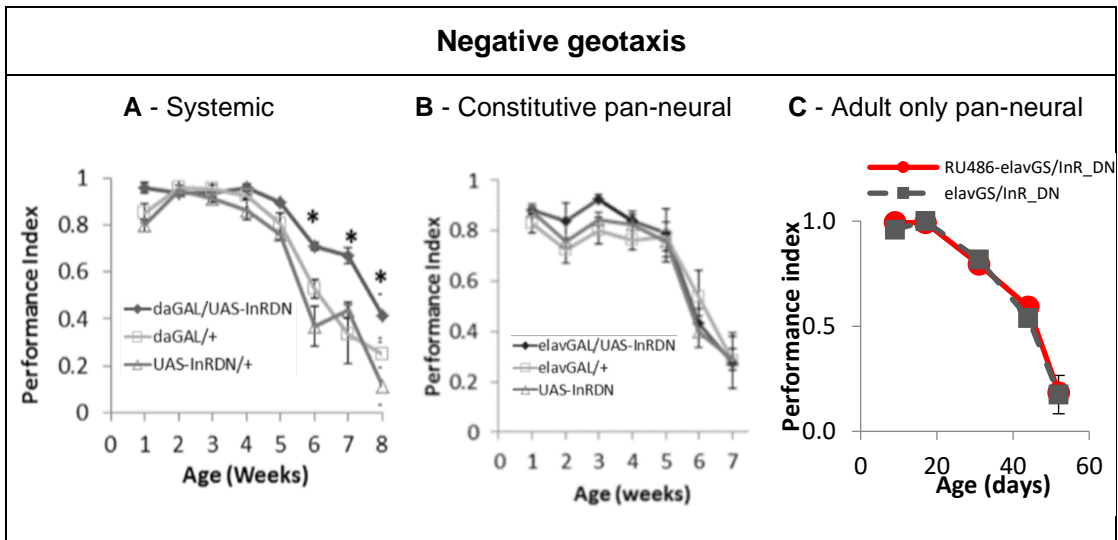 Negative geotaxis
A - Systemic
Performance Index
1
0.8
0.6
0.4
0.2
0
* * *
daGAL/UAS-InRDN
daGAL/+
UAS-InRDN/+
0 1 2 3 4 5 6 7 8
Age (Weeks)
B - Constitutive pan-neural
Performance Index
1
0.8
0.6
0.4
0.2
elavGAL/UAS-InRDN
elavGAL/+
UAS-InRDN
0 1 2 3 4 5 6 7
Age (weeks)
C - Adult only pan-neural
RU486-elavGS/InR_DN
elavGS/InR_DN
Performance index
1.0
0.5
0.0
0 20 40 60
Age (days)